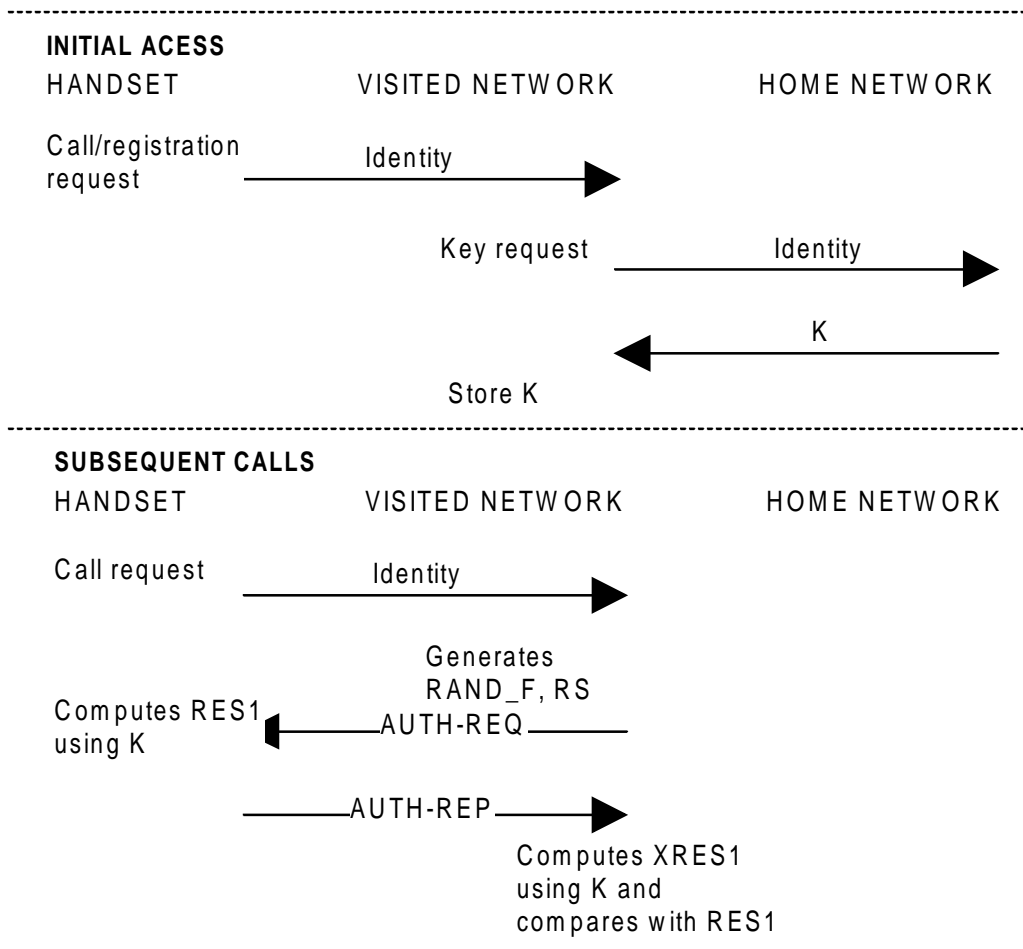 INITIAL ACESS
HANDSET VISITED NETWORK HOME NETWORK
Call/registration
request
Identity
Key request Identity
K
Store K
SUBSEQUENT CALLS
HANDSET VISITED NETWORK HOME NETWORK
Call request Identity
Generates
RAND_F, RS
Computes RES1
using K
AUTH-REQ
AUTH-REP
Computes XRES1
using K and
compares with RES1